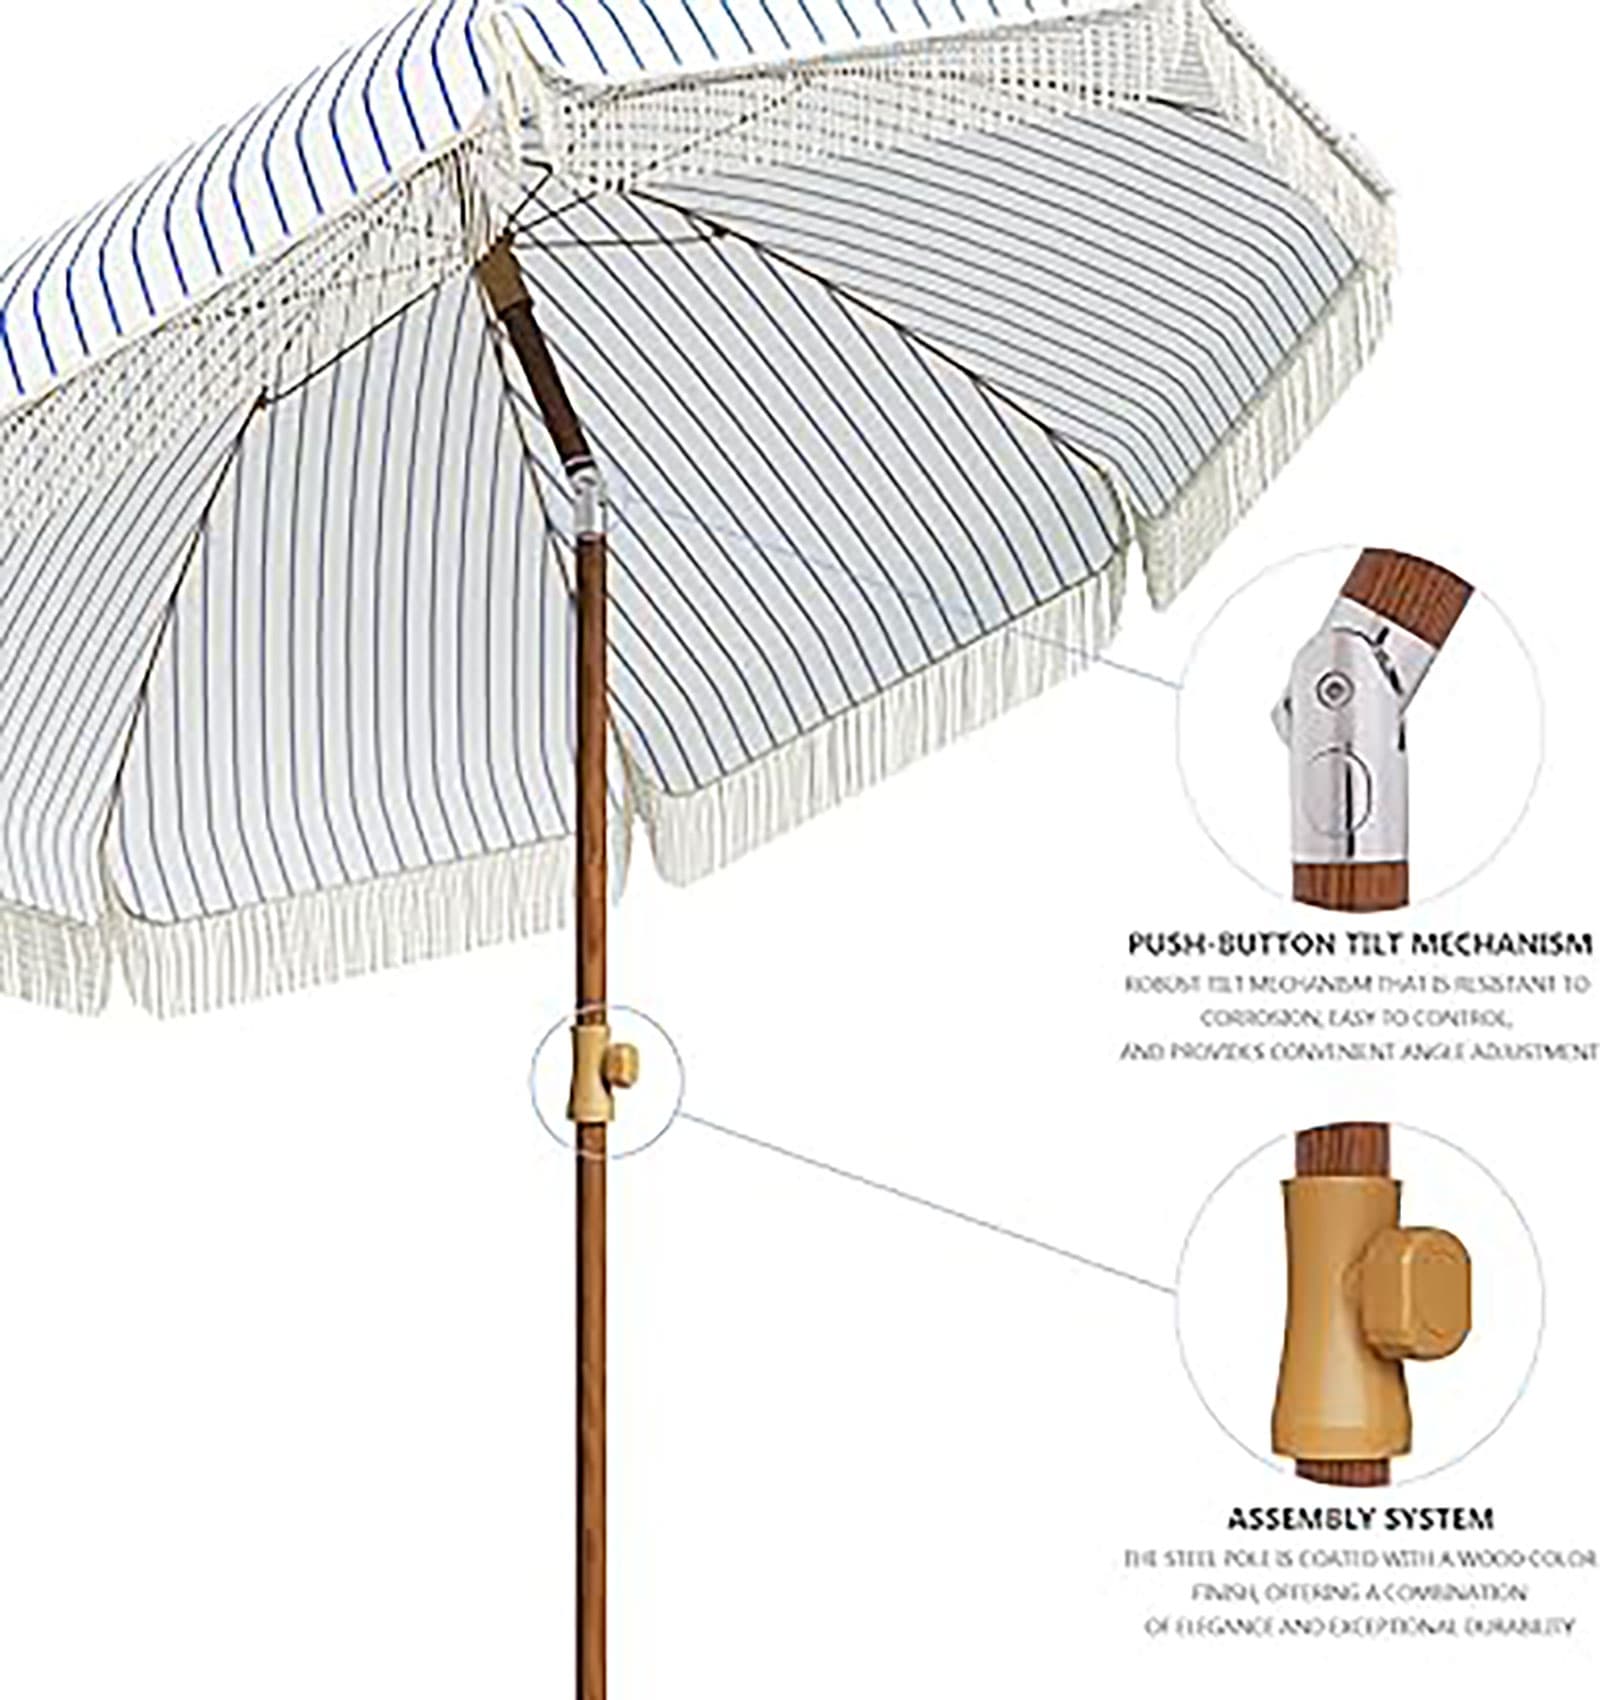 PUSH-BUTTON TILT MECHANISM
ROBUST TILT MECHANISM THAT IS RESISTANT TO
CORROSION, EASY TO CONTROL,
AND PROVIDES CONVENIENT ANGLE ADJUSTMENT
ASSEMBLY SYSTEM
THE STEEL POLE IS COATED WITH A WOOD COLOR
FINISH, OFFERING A COMBINATION
OF ELEGANCE AND EXCEPTIONAL DURABILITY